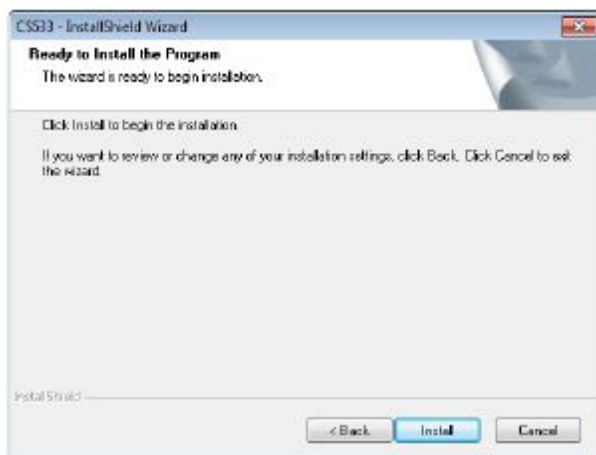 CS533 - InstallShield Wizard
Ready to Install the Program
The wizard is ready to begin installation.
Click Install to begin the installation.
If you want to review or change any of your installation settings, click Back. Click Cancel to exit
the wizard.
InstallShield
< Back
Install
Cancel